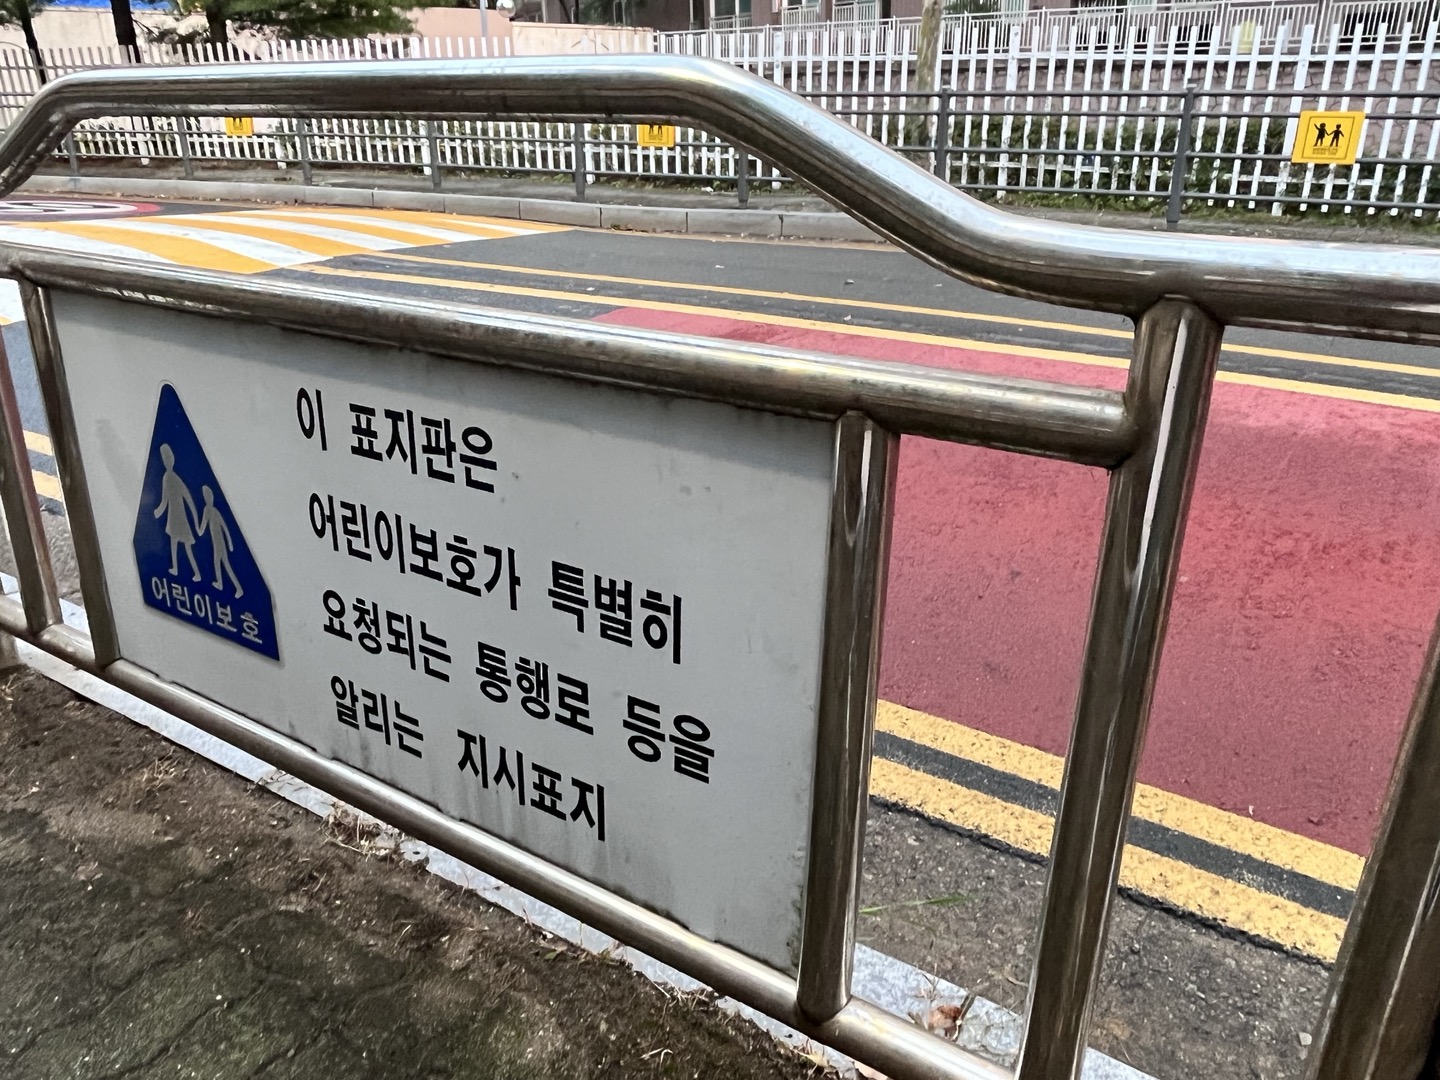 이 표지판은
어린이보호가 특별히
요청되는 통행로 등을
알리는 지시표지
어린이보호